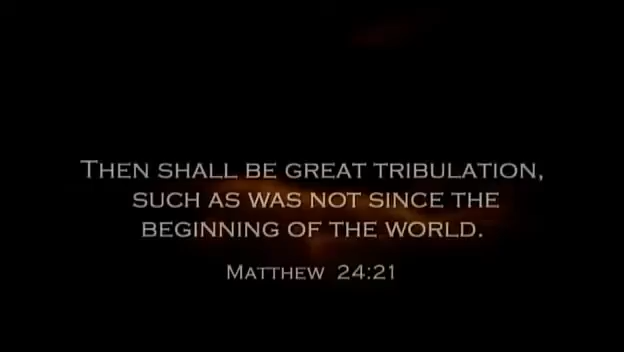 Then shall be great tribulation,
such as was not since the
beginning of the world.
Matthew 24:21